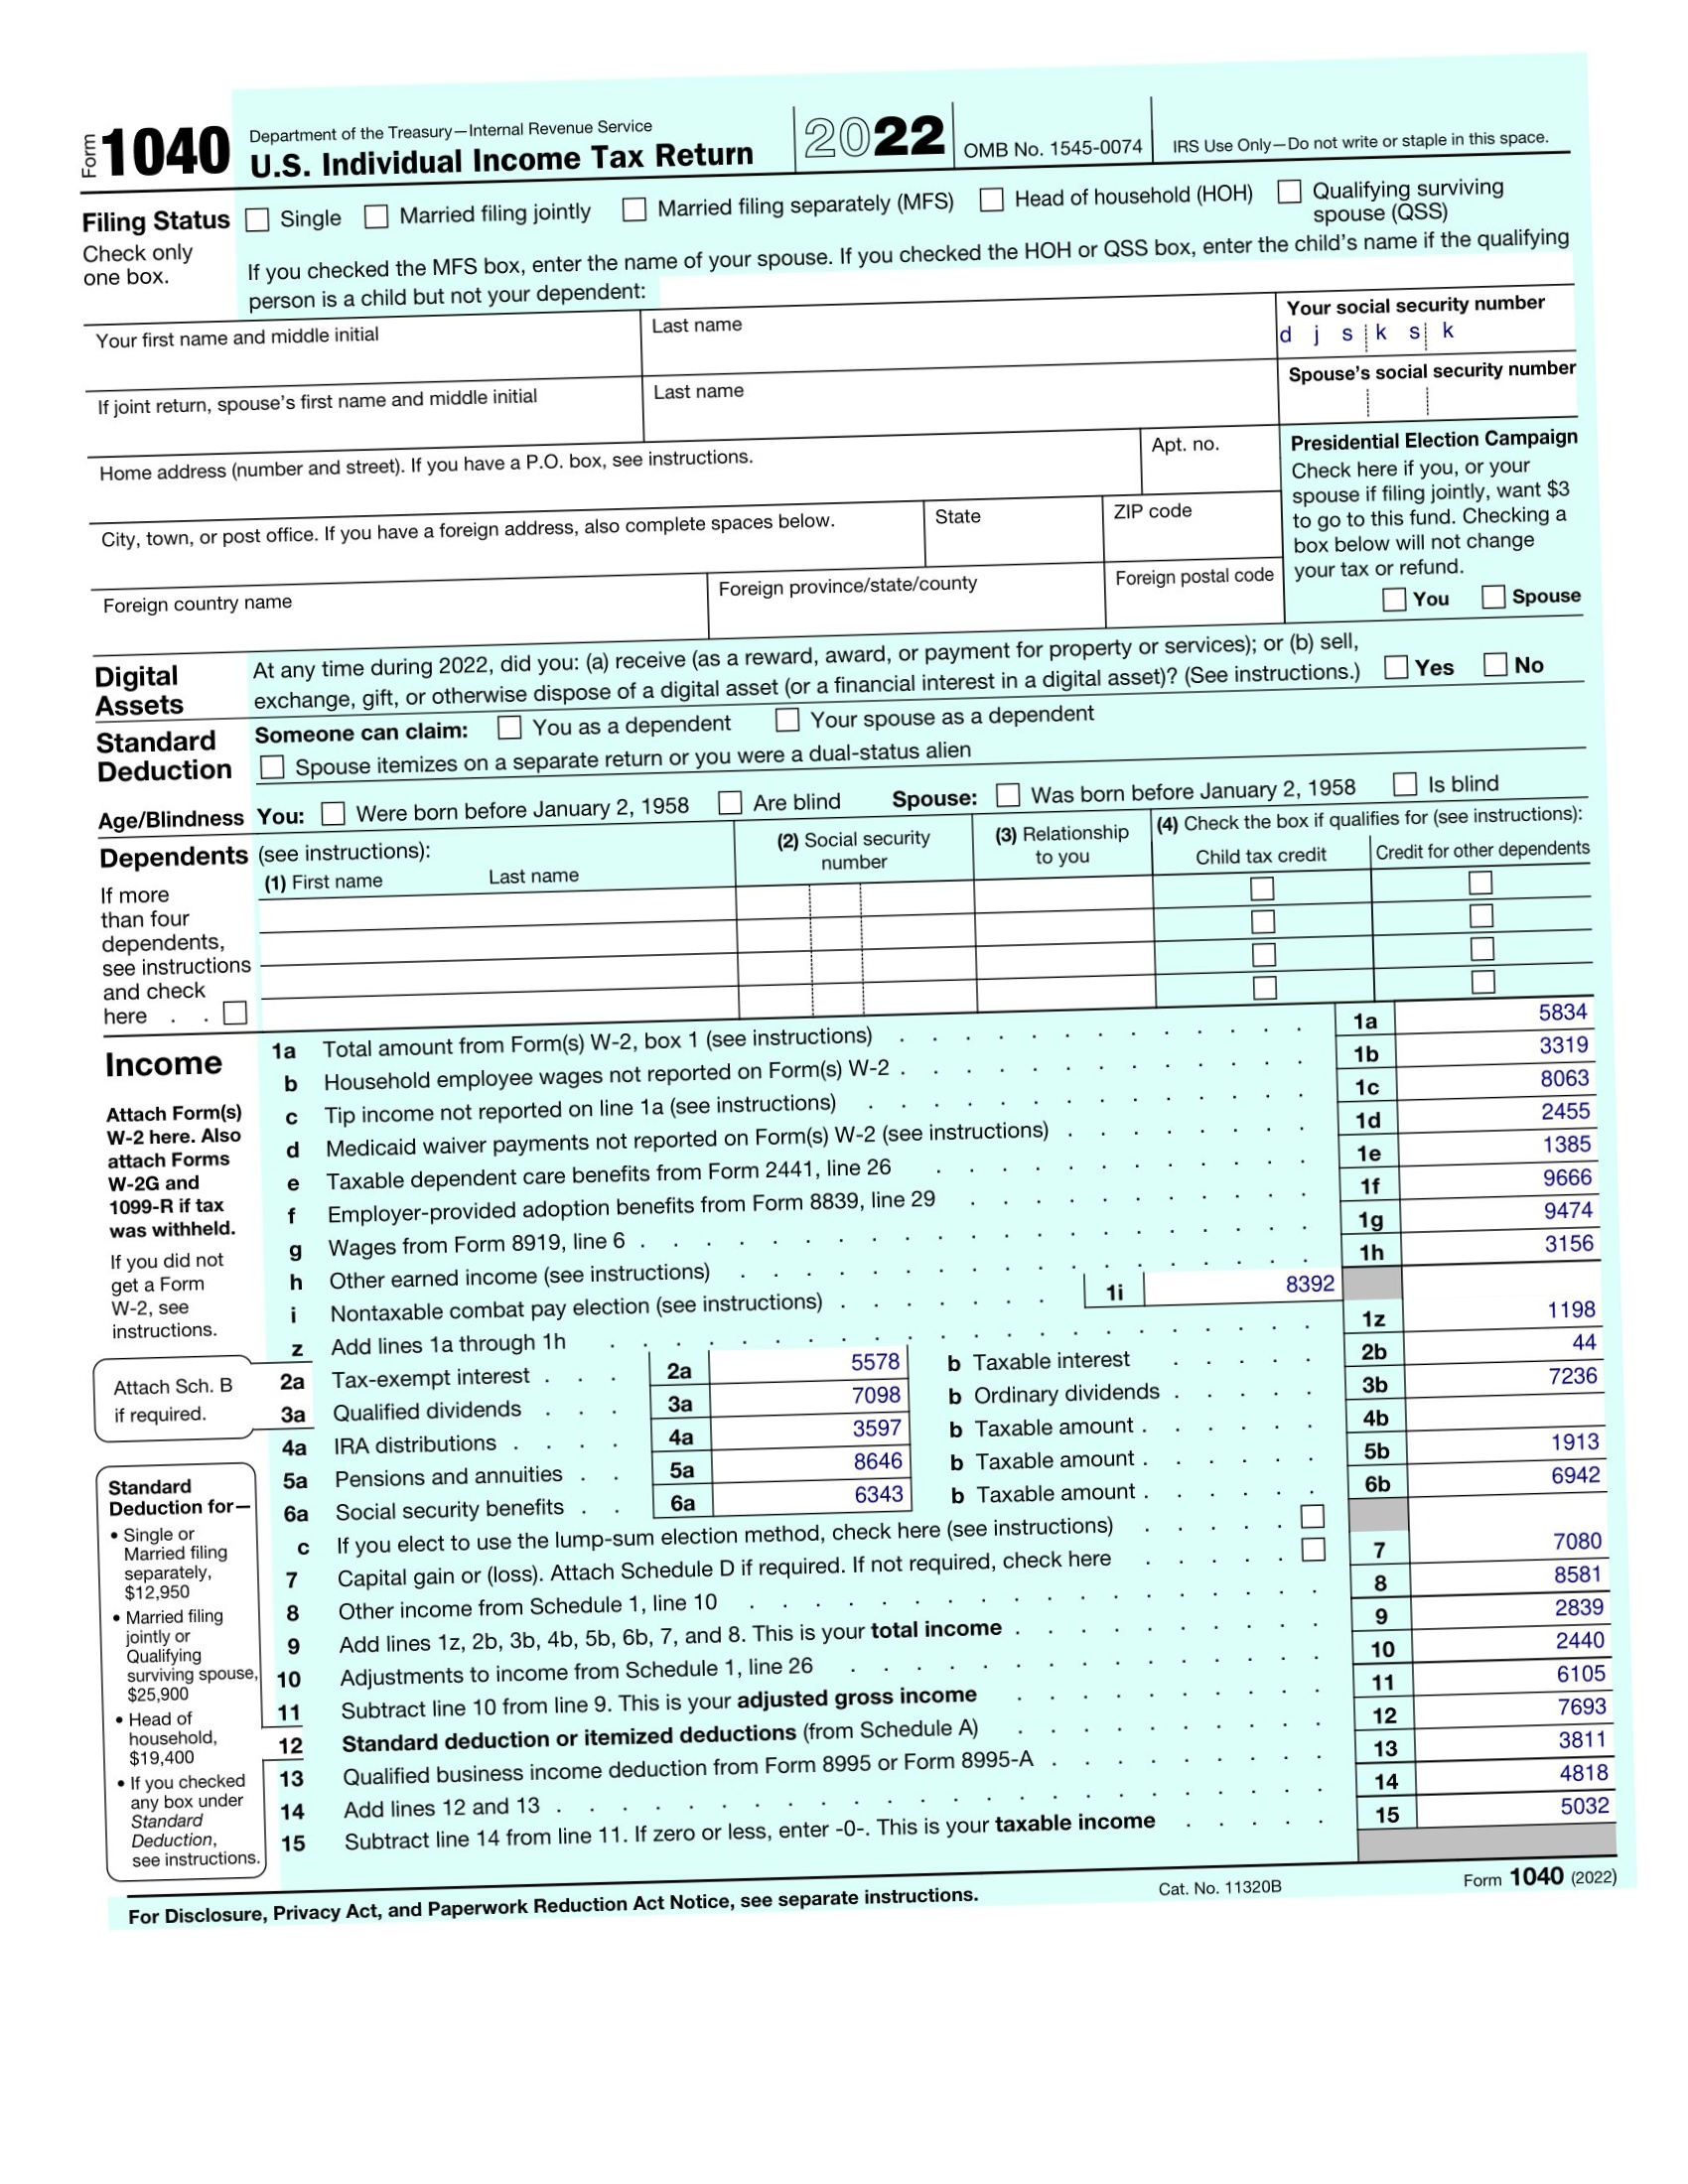 Form 1040 Department of the Treasury—Internal Revenue Service
U.S. Individual Income Tax Return 2022 OMB No. 1545-0074 IRS Use Only—Do not write or staple in this space.
Filing Status
Check only
one box.
Single Married filing jointly Married filing separately (MFS) Head of household (HOH) Qualifying surviving
spouse (QSS)
If you checked the MFS box, enter the name of your spouse. If you checked the HOH or QSS box, enter the child's name if the qualifying
person is a child but not your dependent:
Your first name and middle initial Last name Your social security number
d j s k s k
If joint return, spouse's first name and middle initial Last name Spouse's social security number
Home address (number and street). If you have a P.O. box, see instructions. Apt. no.
City, town, or post office. If you have a foreign address, also complete spaces below. State ZIP code
Foreign country name Foreign province/state/county Foreign postal code
Presidential Election Campaign
Check here if you, or your
spouse if filing jointly, want $3
to go to this fund. Checking a
box below will not change
your tax or refund.
You Spouse
Digital
Assets
At any time during 2022, did you: (a) receive (as a reward, award, or payment for property or services); or (b) sell,
exchange, gift, or otherwise dispose of a digital asset (or a financial interest in a digital asset)? (See instructions.) Yes No
Standard
Deduction
Someone can claim: You as a dependent Your spouse as a dependent
Spouse itemizes on a separate return or you were a dual-status alien
Age/Blindness You: Were born before January 2, 1958 Are blind Spouse: Was born before January 2, 1958 Is blind
Dependents (see instructions):
(1) First name Last name
(2) Social security
number
(3) Relationship
to you
(4) Check the box if qualifies for (see instructions):
Child tax credit Credit for other dependents
If more
than four
dependents,
see instructions
and check
here . .
Income
Attach Form(s)
W-2 here. Also
attach Forms
W-2G and
1099-R if tax
was withheld.
If you did not
get a Form
W-2, see
instructions.
1a Total amount from Form(s) W-2, box 1 (see instructions) 1a 5834
b Household employee wages not reported on Form(s) W-2 1b 3319
c Tip income not reported on line 1a (see instructions) 1c 8063
d Medicaid waiver payments not reported on Form(s) W-2 (see instructions) 1d 2455
e Taxable dependent care benefits from Form 2441, line 26 1e 1385
f Employer-provided adoption benefits from Form 8839, line 29 1f 9666
g Wages from Form 8919, line 6 1g 9474
h Other earned income (see instructions) 1h 3156
i Nontaxable combat pay election (see instructions) 1i 8392
z Add lines 1a through 1h 1z 1198
Attach Sch. B
if required.
2a Tax-exempt interest 2a 5578 b Taxable interest 2b 44
3a Qualified dividends 3a 7098 b Ordinary dividends 3b 7236
4a IRA distributions 4a 3597 b Taxable amount 4b
5a Pensions and annuities 5a 8646 b Taxable amount 5b 1913
6a Social security benefits 6a 6343 b Taxable amount 6b 6942
c If you elect to use the lump-sum election method, check here (see instructions)
7 Capital gain or (loss). Attach Schedule D if required. If not required, check here 7 7080
8 Other income from Schedule 1, line 10 8 8581
9 Add lines 1z, 2b, 3b, 4b, 5b, 6b, 7, and 8. This is your total income 9 2839
10 Adjustments to income from Schedule 1, line 26 10 2440
11 Subtract line 10 from line 9. This is your adjusted gross income 11 6105
12 Standard deduction or itemized deductions (from Schedule A) 12 7693
13 Qualified business income deduction from Form 8995 or Form 8995-A 13 3811
14 Add lines 12 and 13 14 4818
15 Subtract line 14 from line 11. If zero or less, enter -0-. This is your taxable income 15 5032
Standard
Deduction for—
• Single or
Married filing
separately,
$12,950
• Married filing
jointly or
Qualifying
surviving spouse,
$25,900
• Head of
household,
$19,400
• If you checked
any box under
Standard
Deduction,
see instructions.
For Disclosure, Privacy Act, and Paperwork Reduction Act Notice, see separate instructions. Cat. No. 11320B Form 1040 (2022)